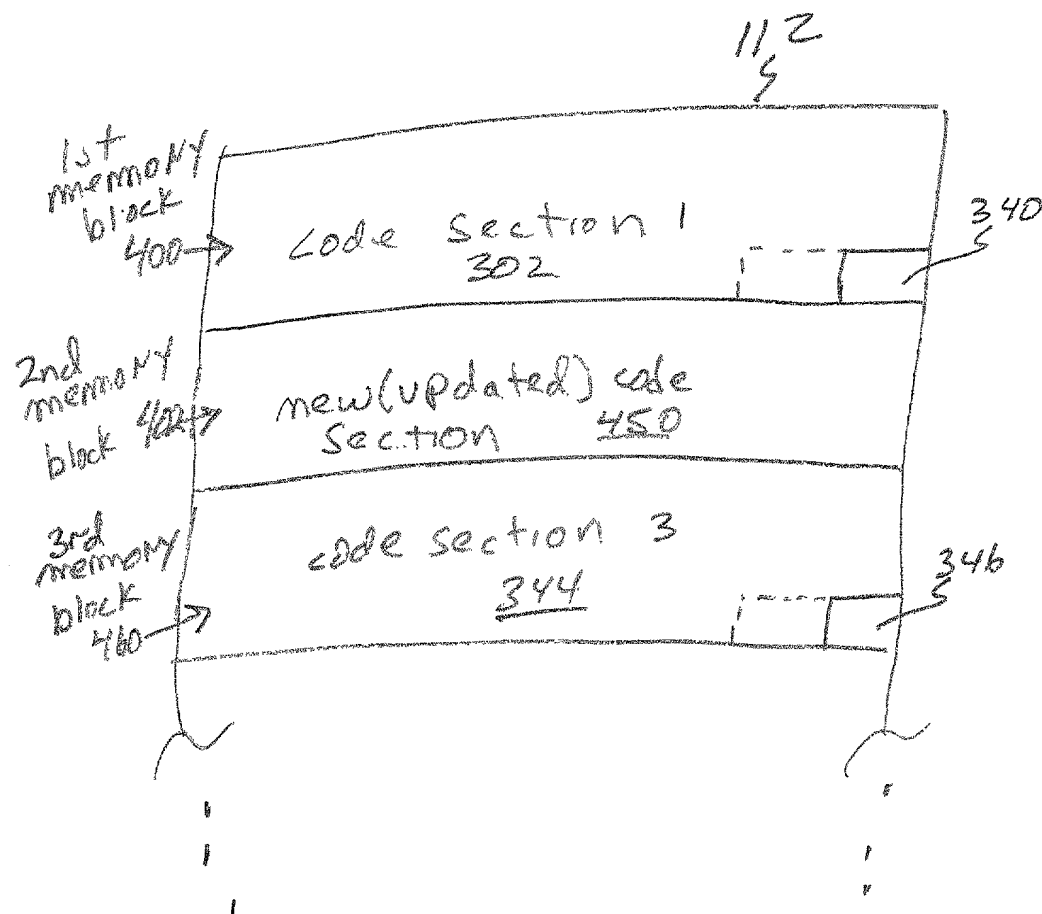 112
1st
memory
block
400
code section 1
302
340
2nd
memory
block 402
new(updated) code
section 450
3rd
memory
block
460
code section 3
344
346